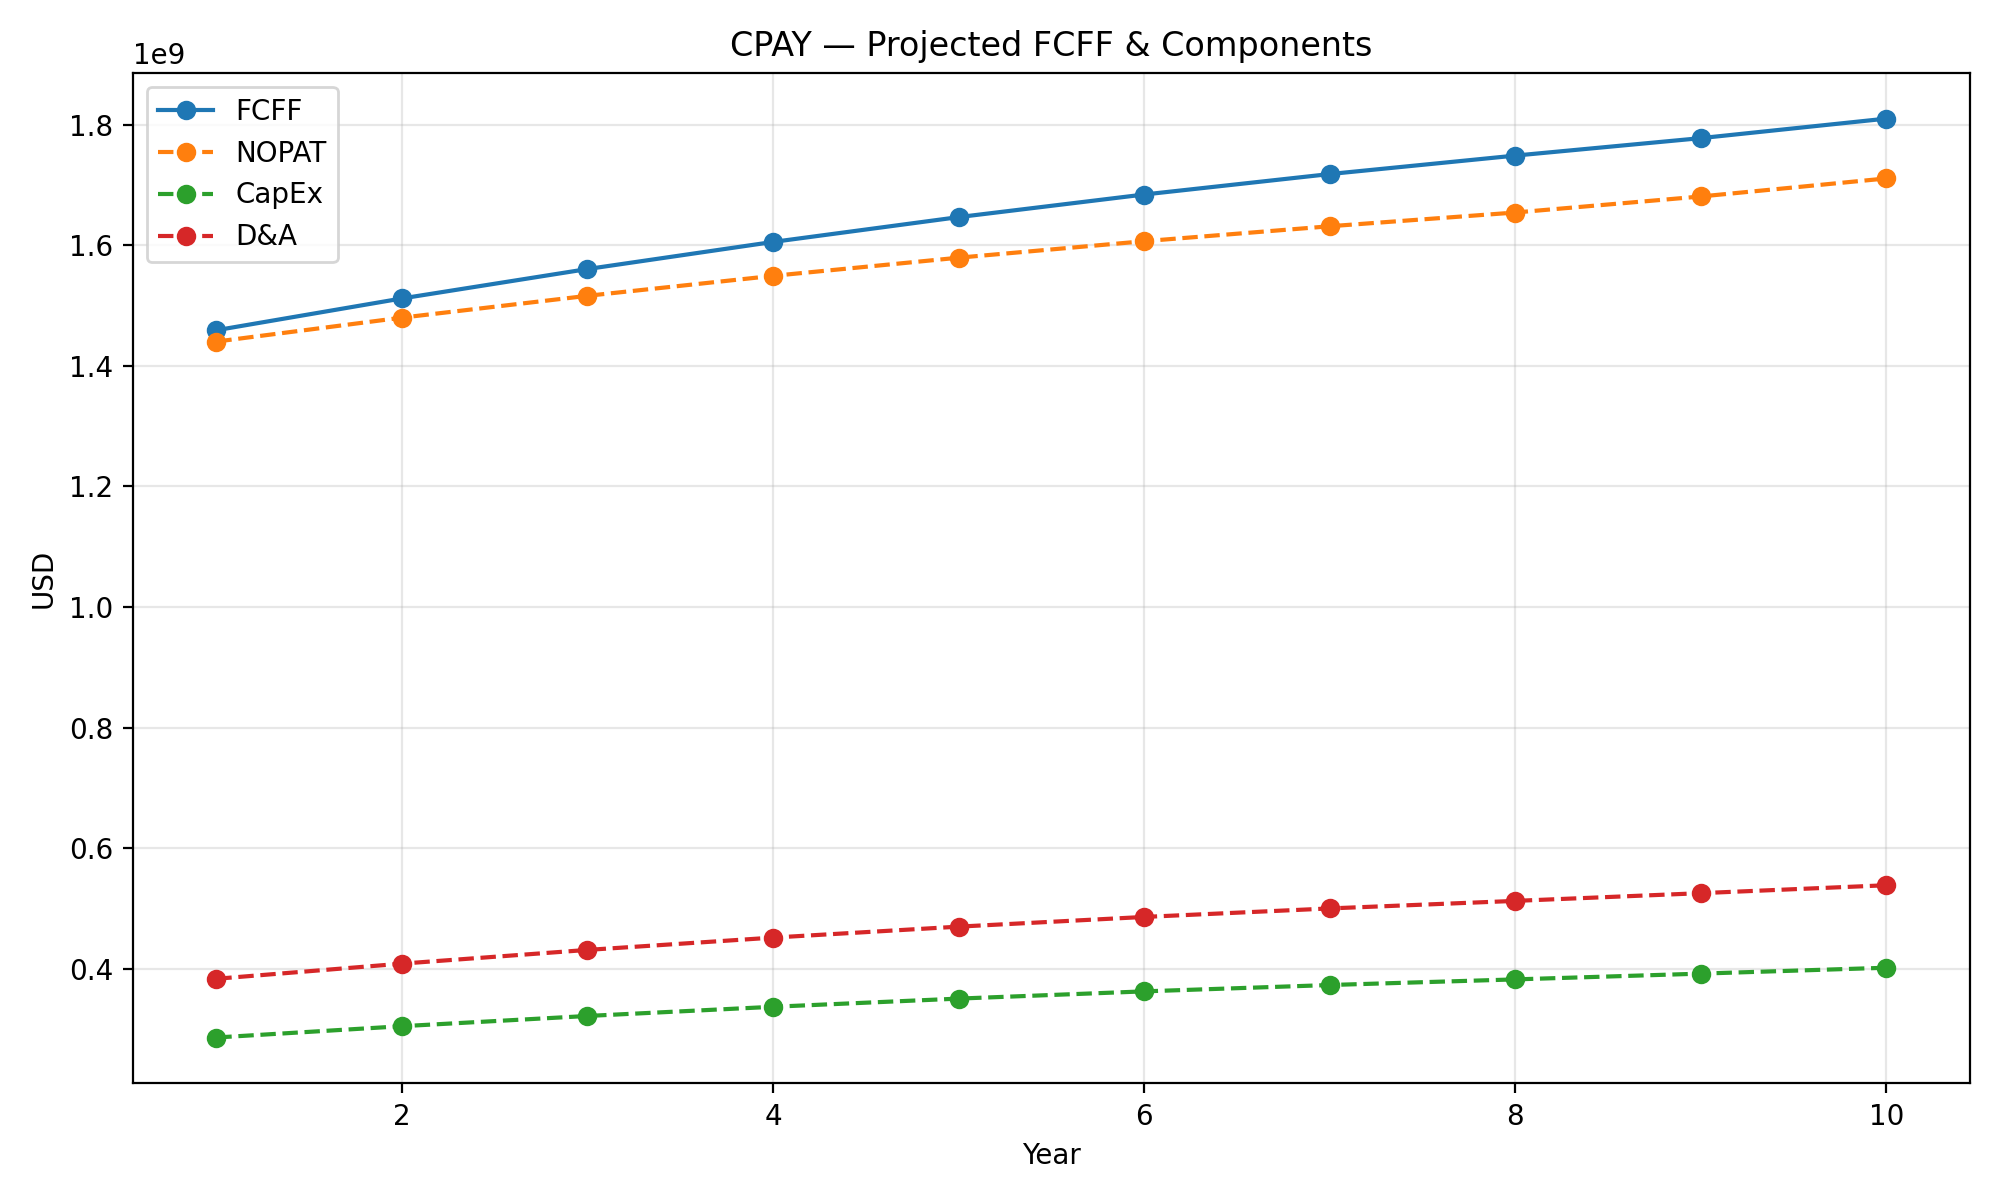 CPAY — Projected FCFF & Components
1e9
FCFF
NOPAT
CapEx
D&A
1.8
1.6
1.4
1.2
1.0
0.8
0.6
0.4
USD
2
4
6
8
10
Year